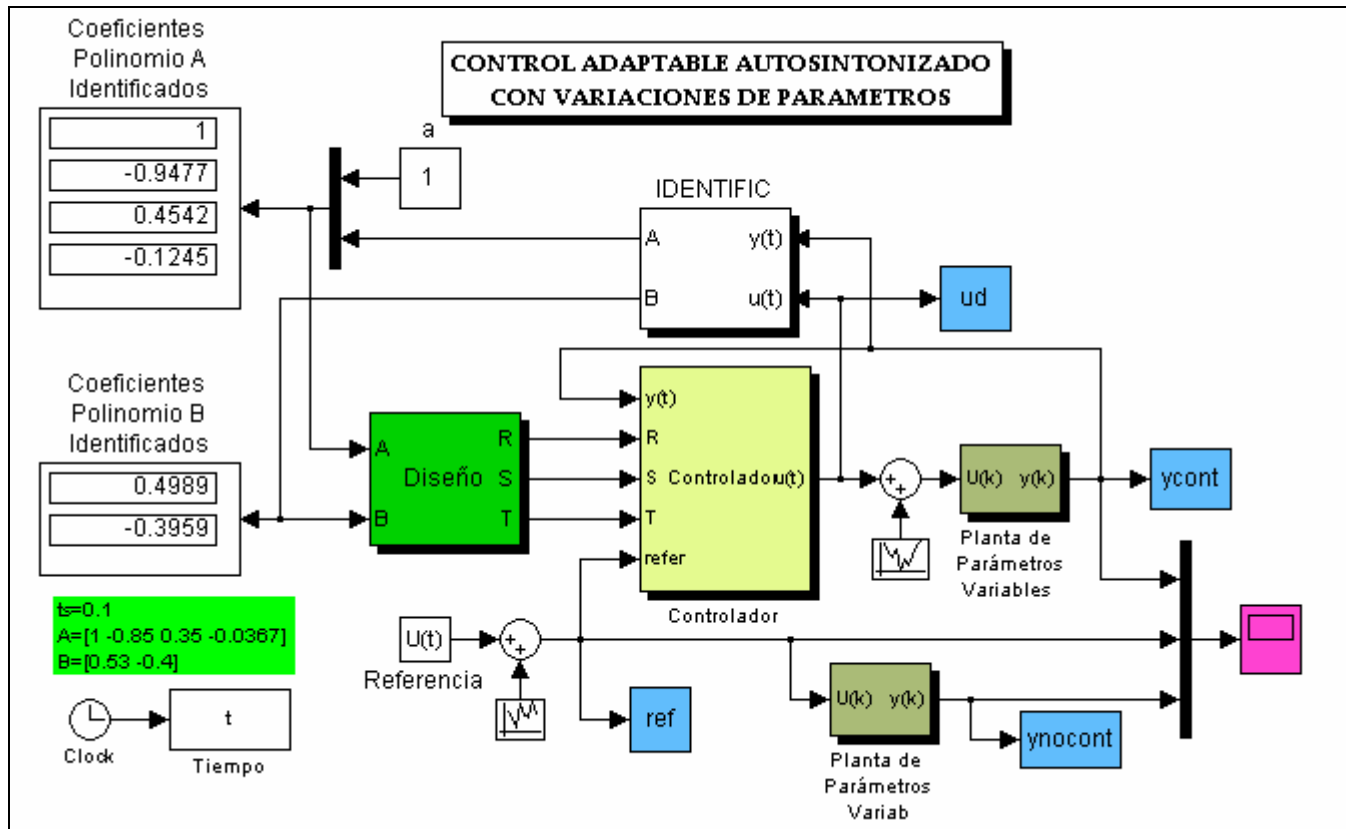 Coeficientes
Polinomio A
Identificados
1
-0.9477
0.4542
-0.1245
CONTROL ADAPTABLE AUTOSINTONIZADO
CON VARIACIONES DE PARAMETROS
a
1
IDENTIFIC
A
y(t)
B
u(t)
ud
Coeficientes
Polinomio B
Identificados
0.4989
-0.3959
A
B
Diseño
R
S
T
y(t)
R
S
T
refer
Controlador
u(t)
Controlador
U(k) y(k)
Planta de
Parámetros
Variables
ycont
ts=0.1
A=[1 -0.85 0.35 -0.0367]
B=[0.53 -0.4]
Clock
t
Tiempo
U(t)
Referencia
ref
U(k) y(k)
Planta de
Parámetros
Variab
ynocont